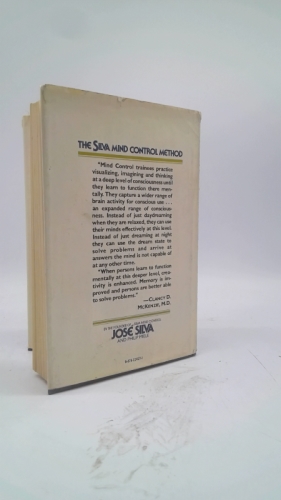 THE SILVA MIND CONTROL METHOD
"Mind Control trainees practice
visualizing, imagining and thinking
at a deep level of consciousness until
they learn to function there men-
tally. They capture a wider range of
brain activity for conscious use . . .
an expanded range of conscious-
ness. Instead of just daydreaming
when they are relaxed, they can use
their minds effectively at this level.
Instead of just dreaming at night
they can use the dream state to
solve problems and arrive at
answers the mind is not capable of
at any other time.
"When persons learn to function
mentally at this deeper level, crea-
tivity is enhanced. Memory is im-
proved and persons are better able
to solve problems."
—CLANCY D.
MCKENZIE, M.D.
JOSÉ SILVA
AND PHILIP MIELE